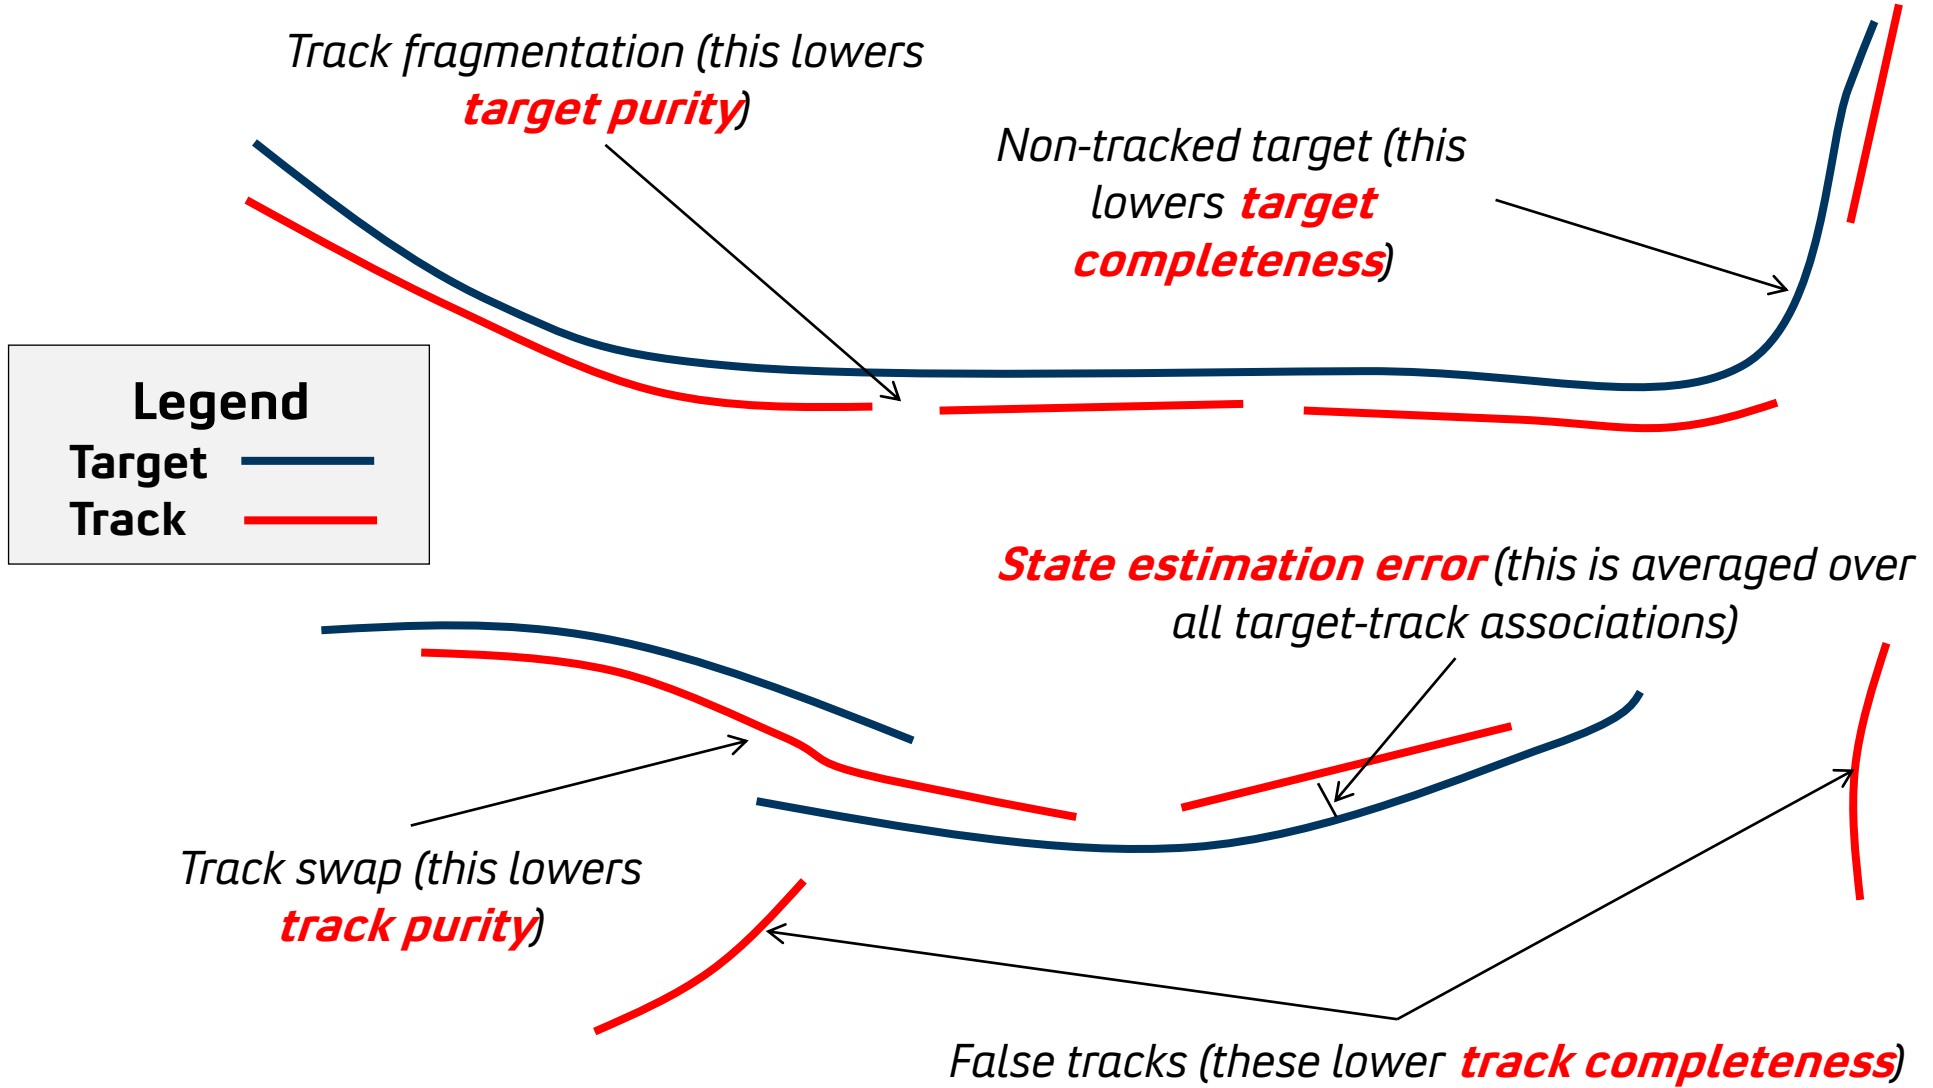 Track fragmentation (this lowers
target purity)
Non-tracked target (this
lowers target
completeness)
Legend
Target
Track
State estimation error (this is averaged over
all target-track associations)
Track swap (this lowers
track purity)
False tracks (these lower track completeness)